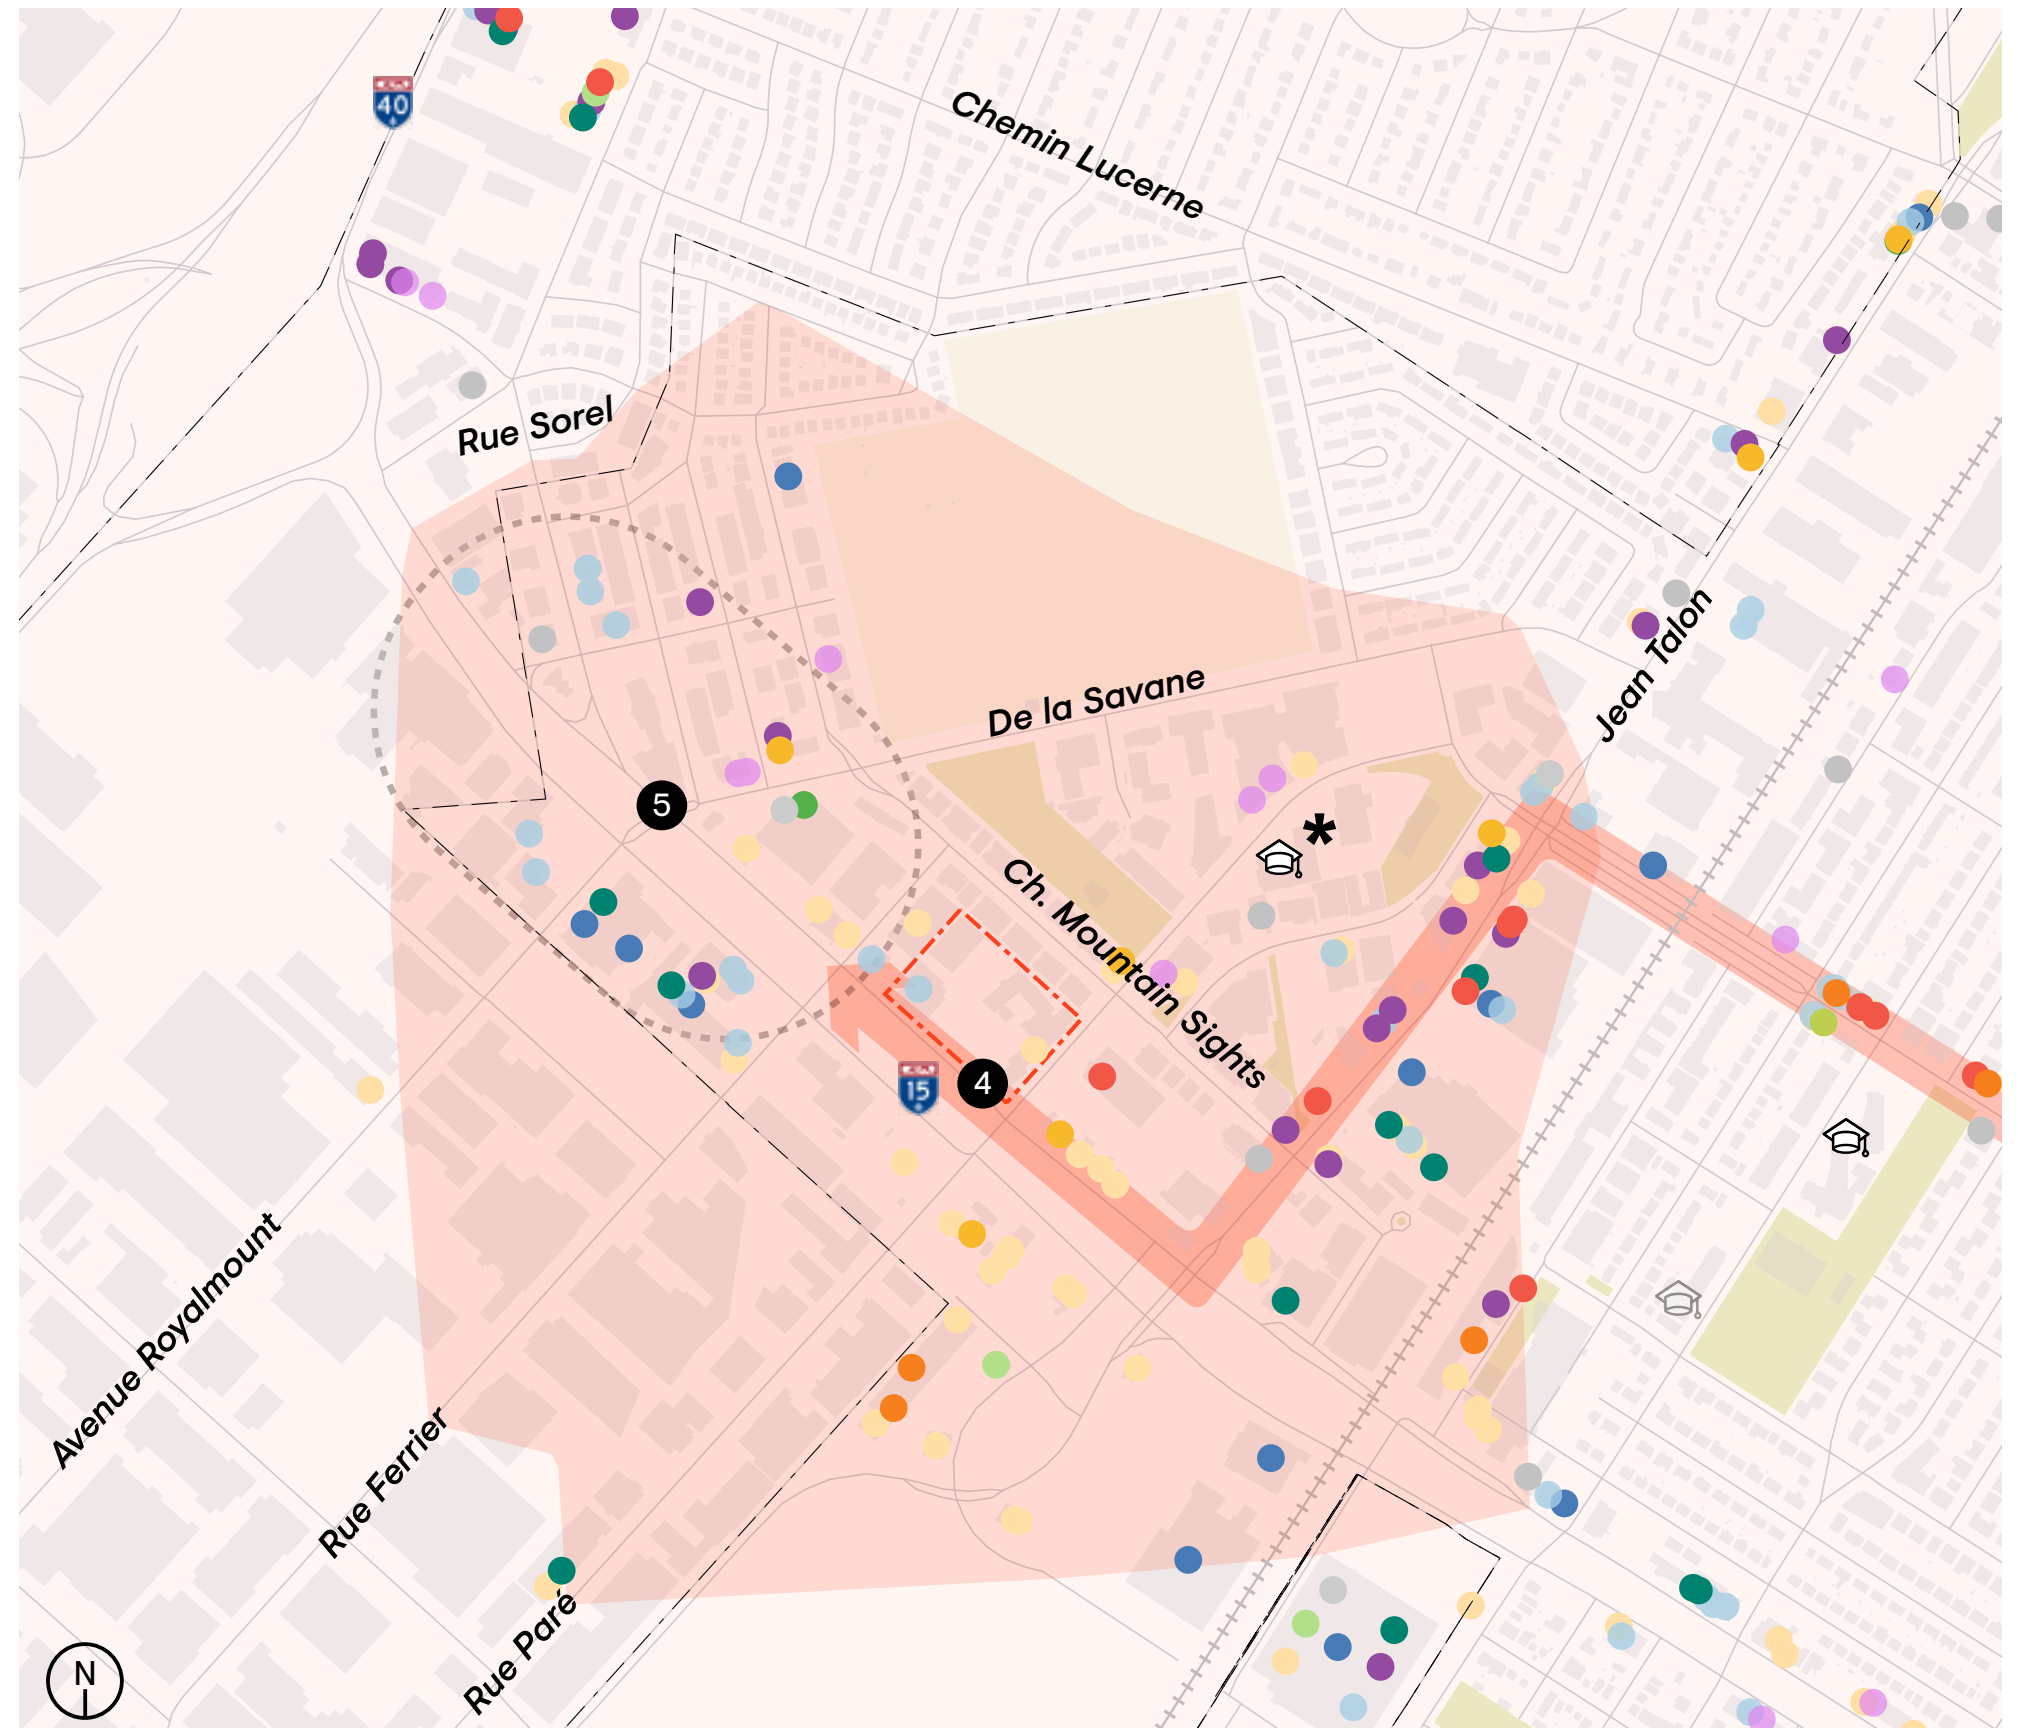 40
Chemin Lucerne
Rue Sorel
Jean Talon
De la Savane
5
*
Ch. Mountain Sights
4
15
Avenue Royalmount
Rue Ferrier
Rue Paré
N